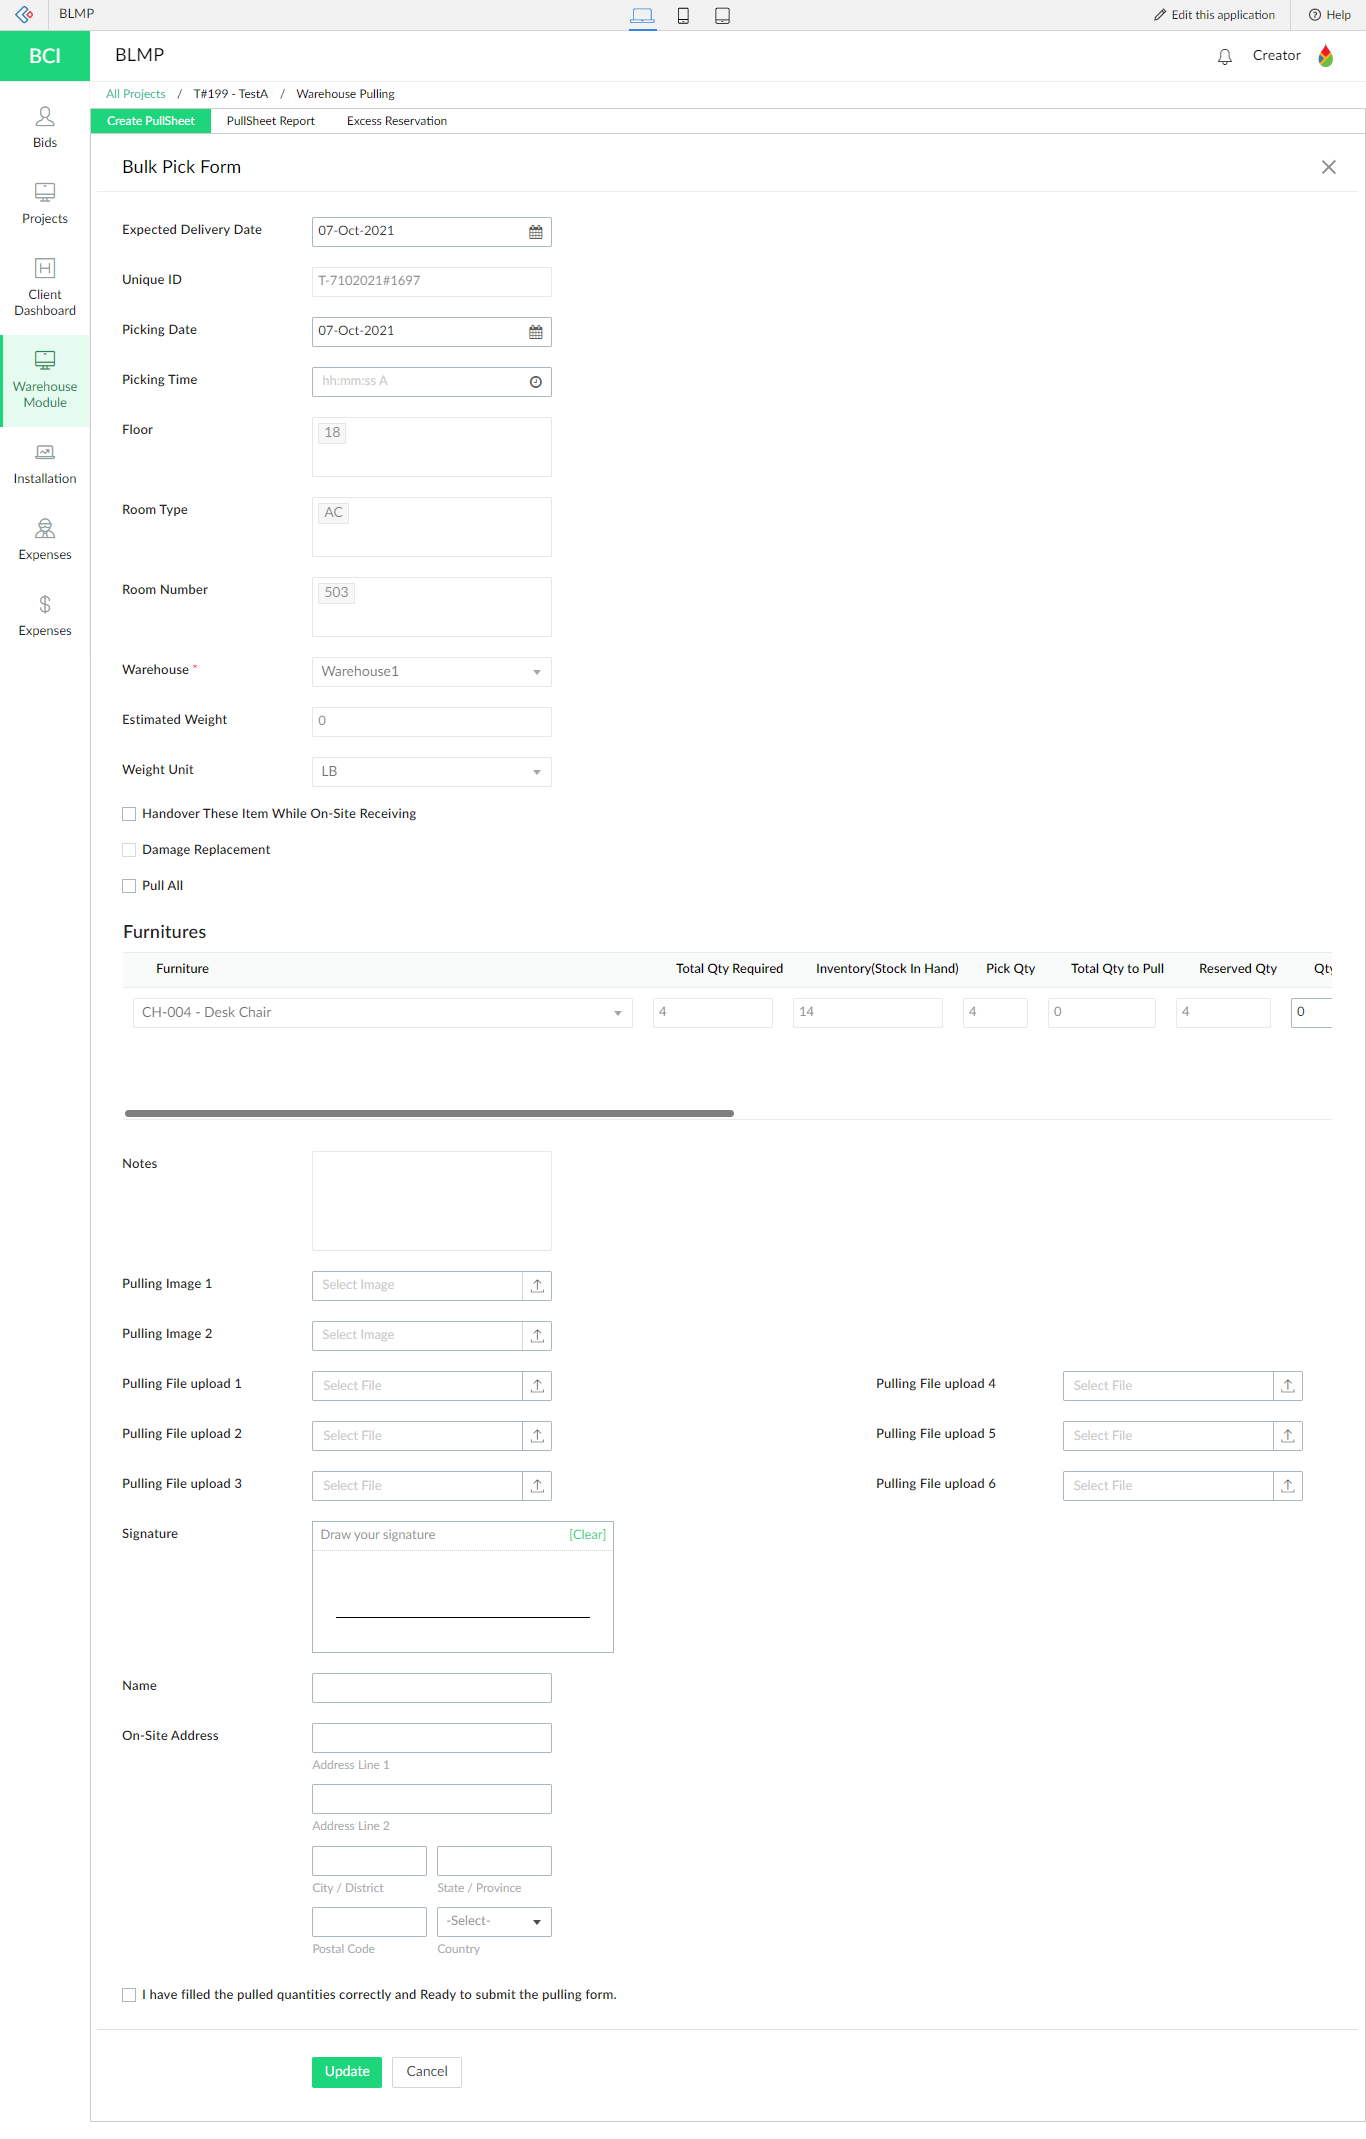 BLMP
Edit this application
Help
BCI
BLMP
Creator
All Projects / T#199 - TestA / Warehouse Pulling
Create PullSheet
PullSheet Report
Excess Reservation
Bids
Projects
Client
Dashboard
Warehouse
Module
Installation
Expenses
Expenses
Bulk Pick Form
Expected Delivery Date
07-Oct-2021
Unique ID
T-7102021#1697
Picking Date
07-Oct-2021
Picking Time
hh:mm:ss A
Floor
18
Room Type
AC
Room Number
503
Warehouse *
Warehouse1
Estimated Weight
0
Weight Unit
LB
Handover These Item While On-Site Receiving
Damage Replacement
Pull All
Furnitures
Furniture Total Qty Required Inventory(Stock In Hand) Pick Qty Total Qty to Pull Reserved Qty Qty
CH-004 - Desk Chair 4 14 4 0 4 0
Notes
Pulling Image 1
Select Image
Pulling Image 2
Select Image
Pulling File upload 1
Select File
Pulling File upload 4
Select File
Pulling File upload 2
Select File
Pulling File upload 5
Select File
Pulling File upload 3
Select File
Pulling File upload 6
Select File
Signature
Draw your signature
[Clear]
Name
On-Site Address
Address Line 1
Address Line 2
City / District
State / Province
-Select-
Postal Code
Country
I have filled the pulled quantities correctly and Ready to submit the pulling form.
Update
Cancel